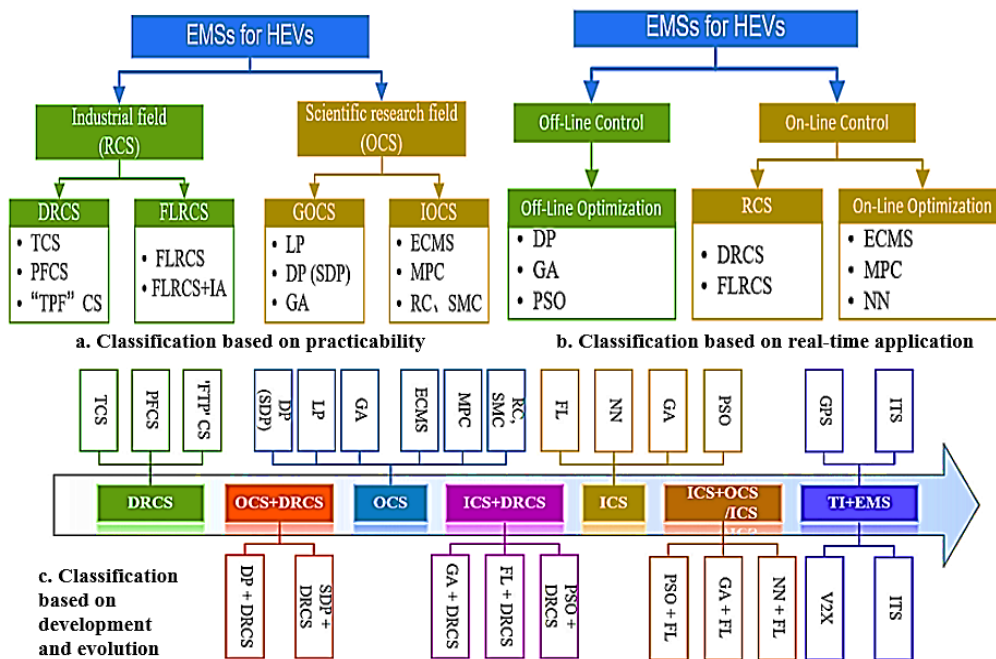 EMSs for HEVs
Industrial field
(RCS)
Scientific research field
(OCS)
DRCS
• TCS
• PFCS
• “TPF” CS
FLRCS
• FLRCS
• FLRCS+IA
GOCS
• LP
• DP (SDP)
• GA
IOCS
• ECMS
• MPC
• RC、SMC
a. Classification based on practicability
EMSs for HEVs
Off-Line Control
On-Line Control
Off-Line Optimization
• DP
• GA
• PSO
RCS
• DRCS
• FLRCS
On-Line Optimization
• ECMS
• MPC
• NN
b. Classification based on real-time application
TCS
PFCS
'FTP' CS
DP
(SDP)
LP
GA
ECMS
MPC
RC,
SMC
FL
NN
GA
PSO
GPS
ITS
DRCS
OCS+DRCS
OCS
ICS+DRCS
ICS
ICS+OCS
/ICS
TI+EMS
DP + DRCS
SDP +
DRCS
GA + DRCS
FL + DRCS
PSO +
DRCS
PSO + FL
GA + FL
NN + FL
V2X
ITS
c. Classification
based on
development
and evolution